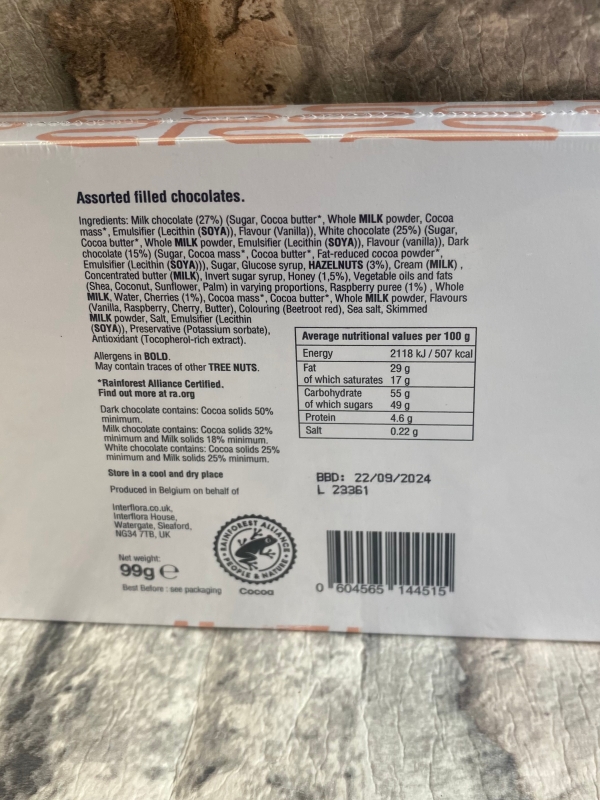 Assorted filled chocolates.
Ingredients: Milk chocolate (27%) (Sugar, Cocoa butter*, Whole MILK powder, Cocoa
mass*, Emulsifier (Lecithin (SOYA)), Flavour (Vanilla)), White chocolate (25%) (Sugar,
Cocoa butter*, Whole MILK powder, Emulsifier (Lecithin (SOYA)), Flavour (vanilla)), Dark
chocolate (15%) (Sugar, Cocoa mass*, Cocoa butter*, Fat-reduced cocoa powder*,
Emulsifier (Lecithin (SOYA))), Sugar, Glucose syrup, HAZELNUTS (3%), Cream (MILK) ,
Concentrated butter (MILK), Invert sugar syrup, Honey (1,5%), Vegetable oils and fats
(Shea, Coconut, Sunflower, Palm) in varying proportions, Raspberry puree (1%) , Whole
MILK, Water, Cherries (1%), Cocoa mass*, Cocoa butter*, Whole MILK powder, Flavours
(Vanilla, Raspberry, Cherry, Butter), Colouring (Beetroot red), Sea salt, Skimmed
MILK powder, Salt, Emulsifier (Lecithin
(SOYA)), Preservative (Potassium sorbate),
Antioxidant (Tocopherol-rich extract).
Allergens in BOLD.
May contain traces of other TREE NUTS.
*Rainforest Alliance Certified.
Find out more at ra.org
Dark chocolate contains: Cocoa solids 50%
minimum.
Milk chocolate contains: Cocoa solids 32%
minimum and Milk solids 18% minimum.
White chocolate contains: Cocoa solids 25%
minimum and Milk solids 25% minimum.
Store in a cool and dry place
Produced in Belgium on behalf of
Interflora.co.uk,
Interflora House,
Watergate, Sleaford,
NG34 7TB, UK
Net weight:
99g e
Best Before : see packaging
RAINFOREST ALLIANCE
PEOPLE & NATURE
Cocoa
Average nutritional values per 100 g
Energy 2118 kJ / 507 kcal
Fat 29 g
of which saturates 17 g
Carbohydrate 55 g
of which sugars 49 g
Protein 4.6 g
Salt 0.22 g
BBD: 22/09/2024
L 23361
0 604565 144515